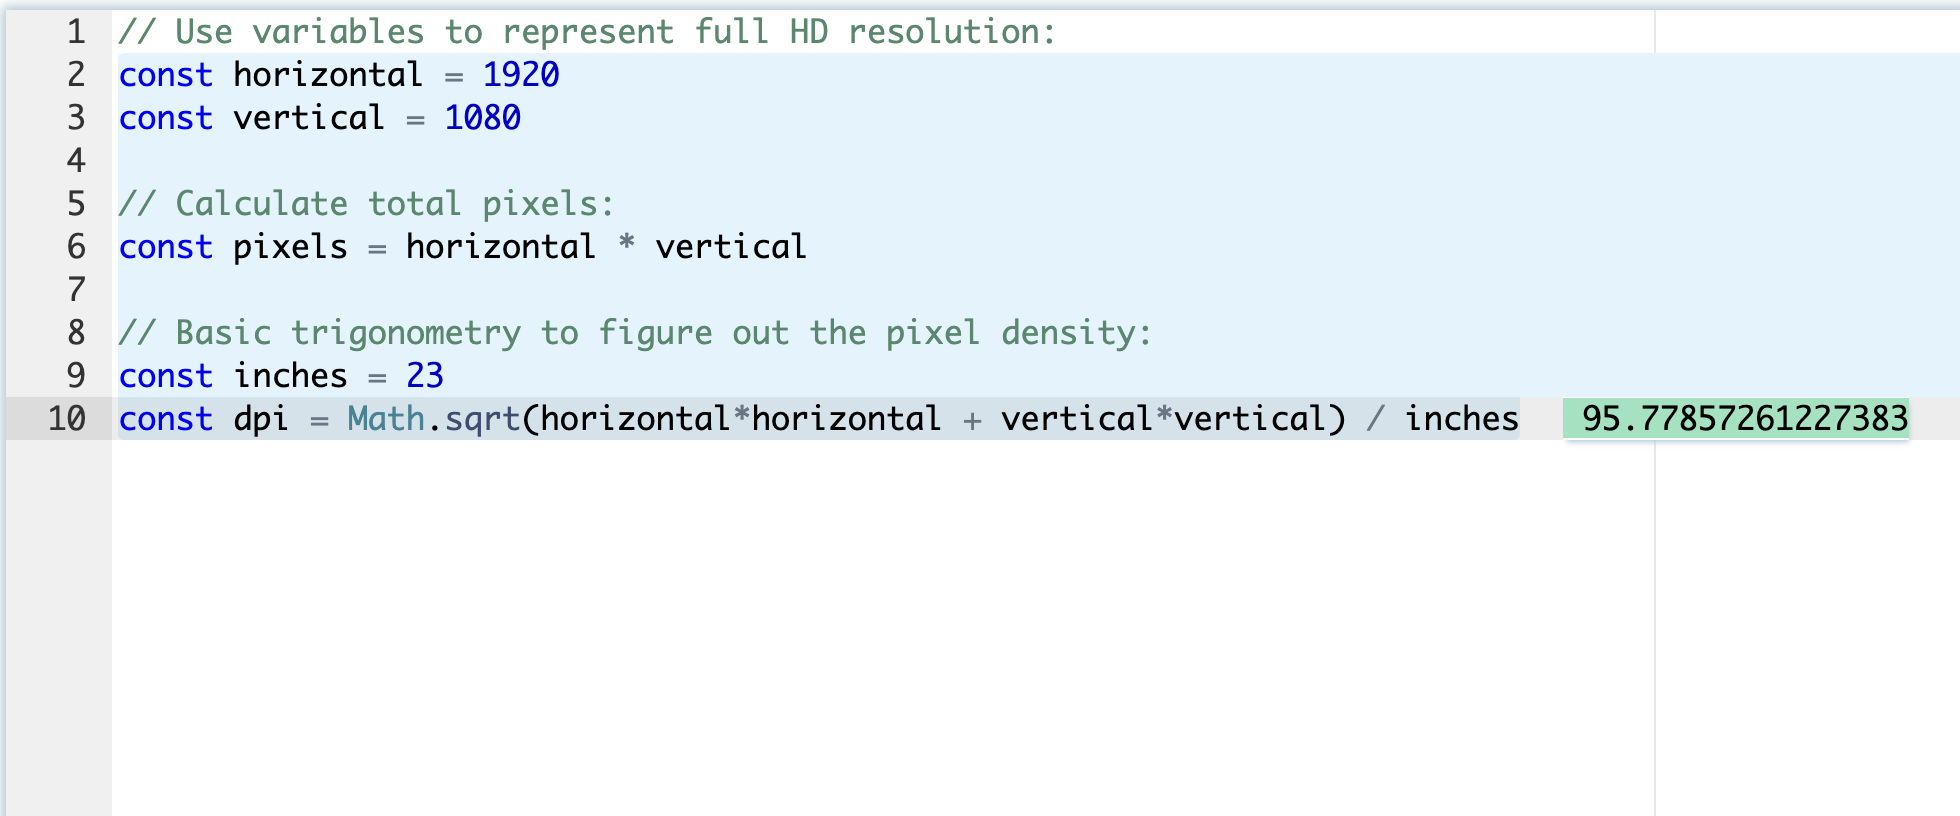 1 // Use variables to represent full HD resolution:
2 const horizontal = 1920
3 const vertical = 1080
4
5 // Calculate total pixels:
6 const pixels = horizontal * vertical
7
8 // Basic trigonometry to figure out the pixel density:
9 const inches = 23
10 const dpi = Math.sqrt(horizontal*horizontal + vertical*vertical) / inches 95.77857261227383